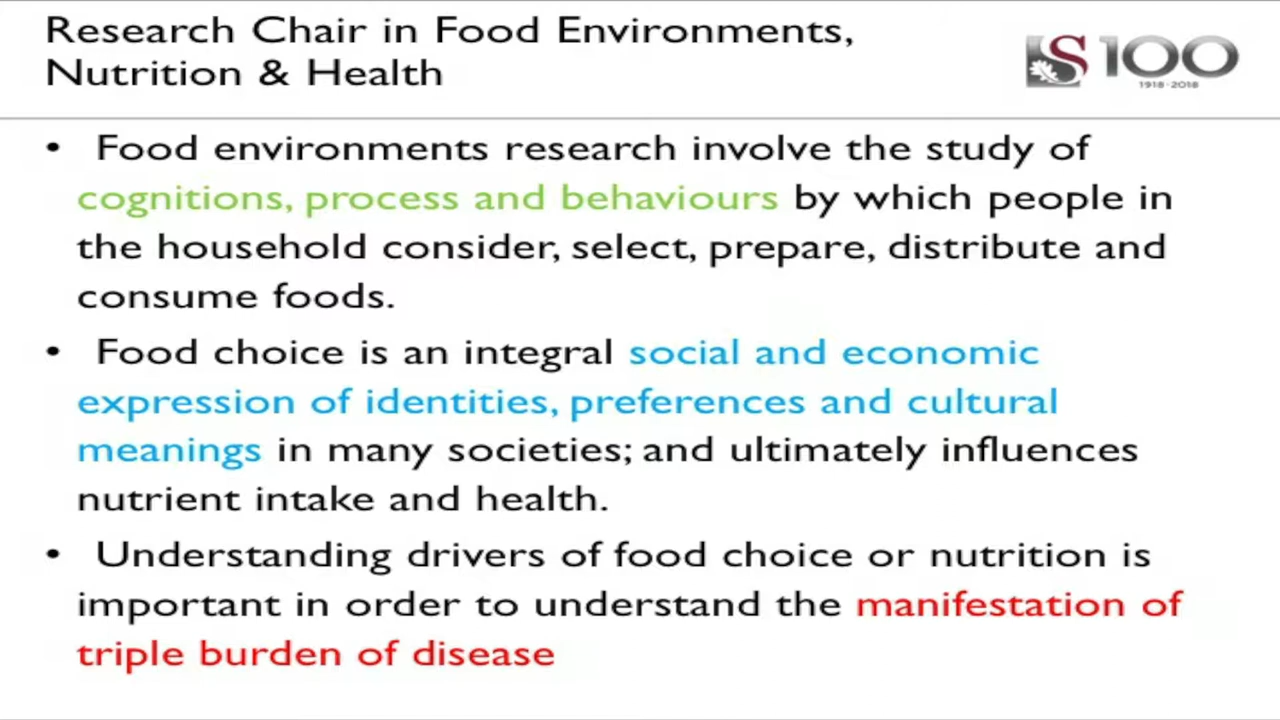 Research Chair in Food Environments,
Nutrition & Health
S 100
1918 · 2018
• Food environments research involve the study of
cognitions, process and behaviours by which people in
the household consider, select, prepare, distribute and
consume foods.
• Food choice is an integral social and economic
expression of identities, preferences and cultural
meanings in many societies; and ultimately influences
nutrient intake and health.
• Understanding drivers of food choice or nutrition is
important in order to understand the manifestation of
triple burden of disease